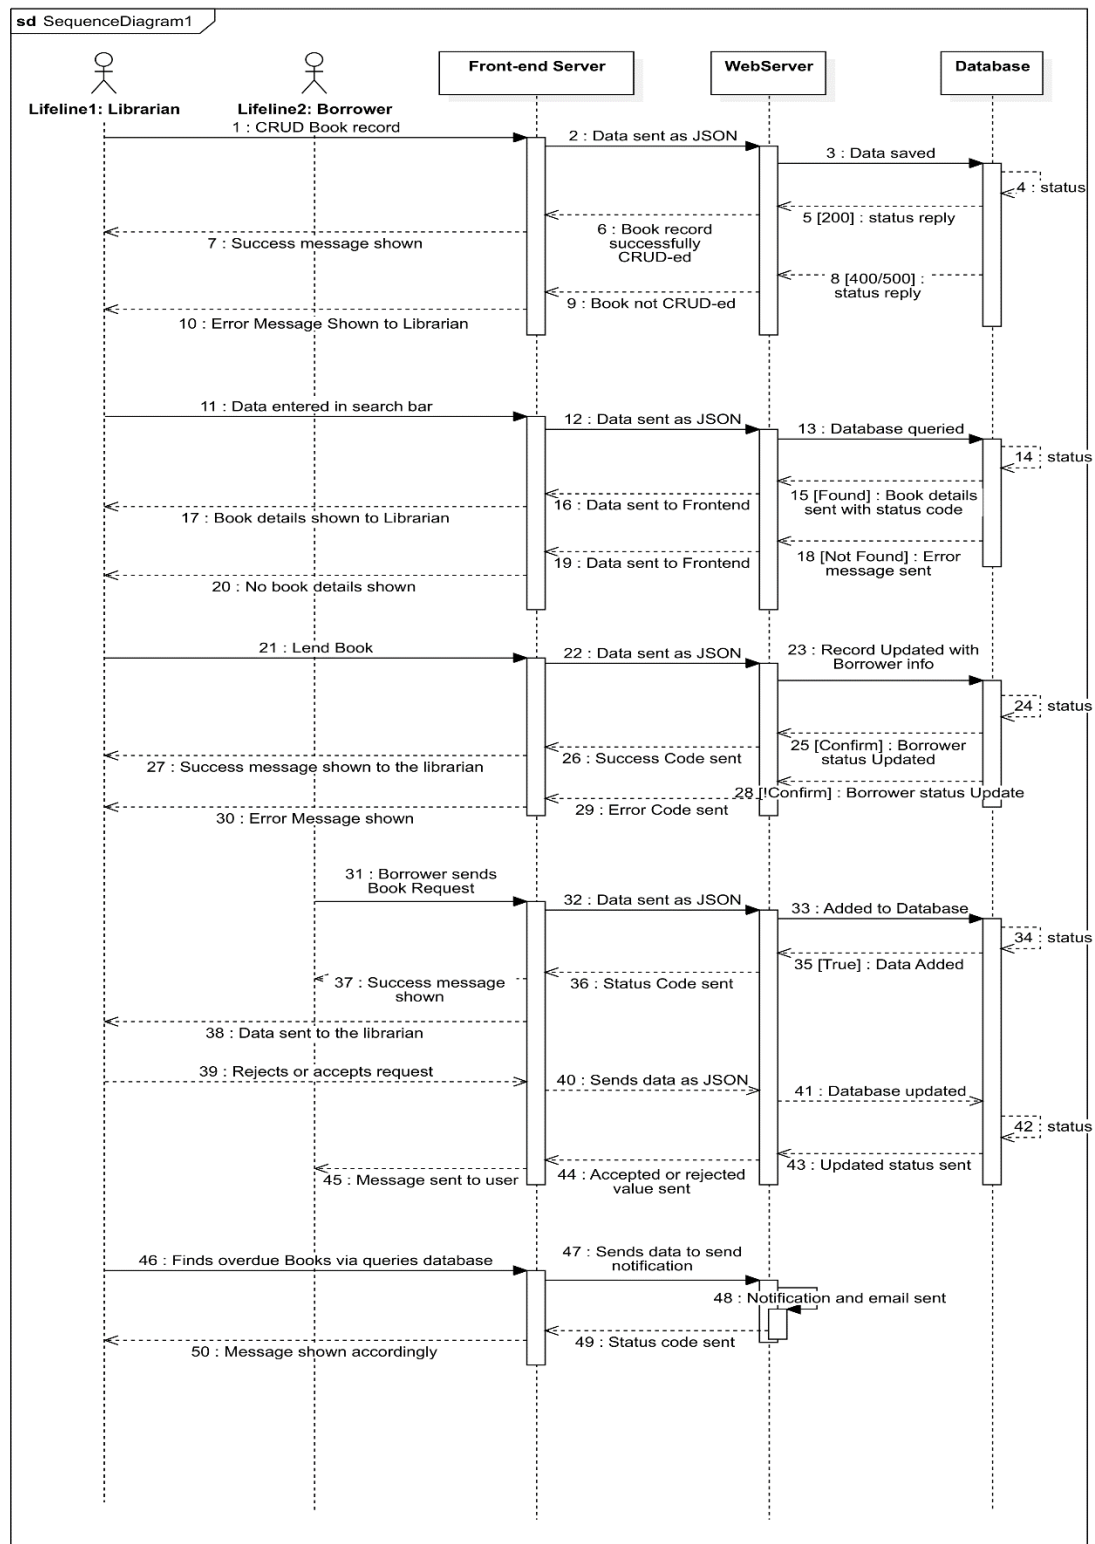 sd SequenceDiagram1
Front-end Server
WebServer
Database
Lifeline1: Librarian
Lifeline2: Borrower
1 : CRUD Book record
2 : Data sent as JSON
3 : Data saved
4 : status
5 [200] : status reply
6 : Book record
successfully
CRUD-ed
7 : Success message shown
8 [400/500] :
status reply
9 : Book not CRUD-ed
10 : Error Message Shown to Librarian
11 : Data entered in search bar
12 : Data sent as JSON
13 : Database queried
14 : status
15 [Found] : Book details
sent with status code
16 : Data sent to Frontend
17 : Book details shown to Librarian
18 [Not Found] : Error
message sent
19 : Data sent to Frontend
20 : No book details shown
21 : Lend Book
22 : Data sent as JSON
23 : Record Updated with
Borrower info
24 : status
25 [Confirm] : Borrower
status Updated
26 : Success Code sent
27 : Success message shown to the librarian
28 [!Confirm] : Borrower status Update
29 : Error Code sent
30 : Error Message shown
31 : Borrower sends
Book Request
32 : Data sent as JSON
33 : Added to Database
34 : status
35 [True] : Data Added
36 : Status Code sent
37 : Success message
shown
38 : Data sent to the librarian
39 : Rejects or accepts request
40 : Sends data as JSON
41 : Database updated
42 : status
43 : Updated status sent
44 : Accepted or rejected
value sent
45 : Message sent to user
46 : Finds overdue Books via queries database
47 : Sends data to send
notification
48 : Notification and email sent
49 : Status code sent
50 : Message shown accordingly